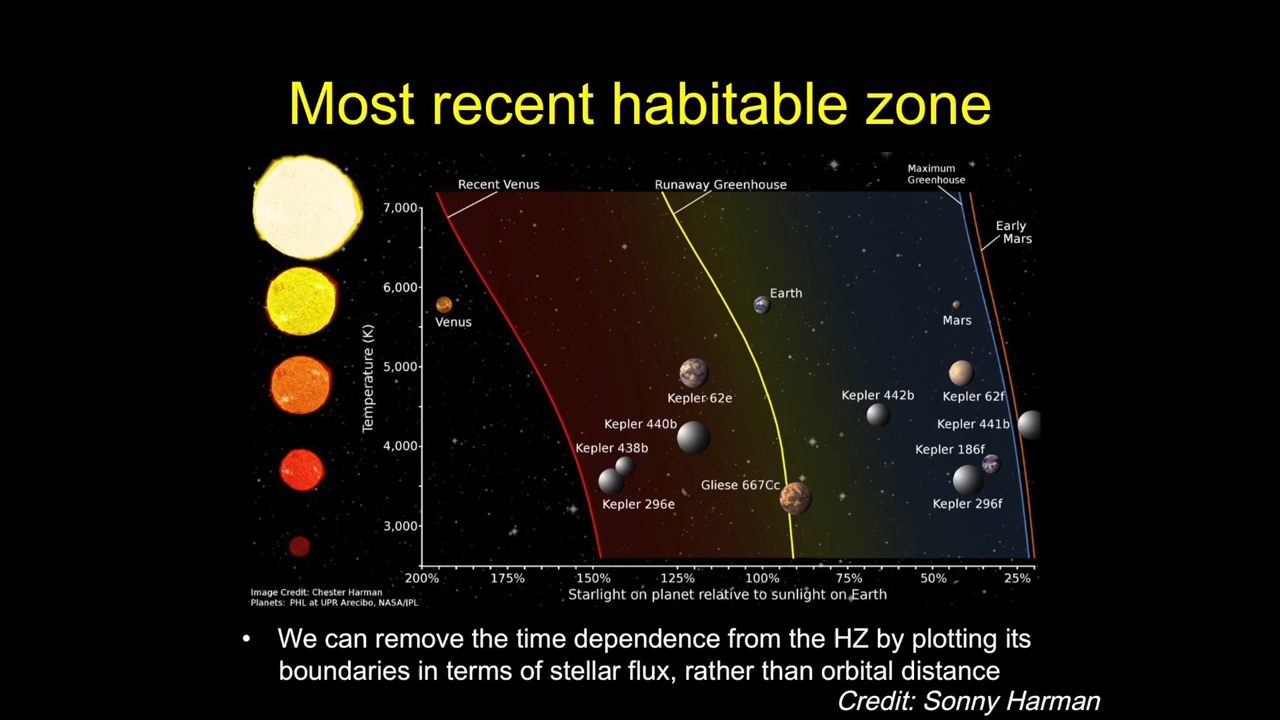 Most recent habitable zone
Recent Venus
Runaway Greenhouse
Maximum
Greenhouse
Early
Mars
7,000
6,000
5,000
4,000
3,000
Temperature (K)
Venus
Earth
Mars
Kepler 62e
Kepler 442b
Kepler 62f
Kepler 440b
Kepler 441b
Kepler 438b
Kepler 186f
Gliese 667Cc
Kepler 296e
Kepler 296f
200%
175%
150%
125%
100%
75%
50%
25%
Starlight on planet relative to sunlight on Earth
Image Credit: Chester Harman
Planets: PHL at UPR Arecibo, NASA/JPL
• We can remove the time dependence from the HZ by plotting its
boundaries in terms of stellar flux, rather than orbital distance
Credit: Sonny Harman